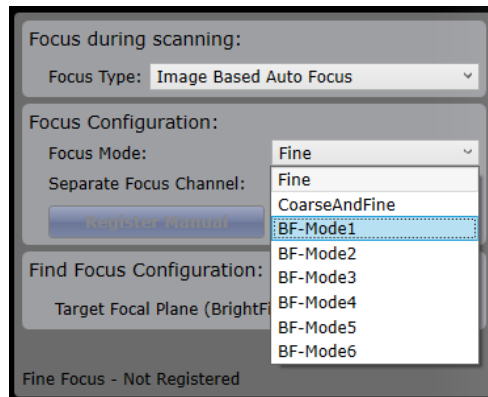 Focus during scanning:
Focus Type: Image Based Auto Focus
Focus Configuration:
Focus Mode: Fine
Separate Focus Channel:
Register Manual
Fine
CoarseAndFine
BF-Mode1
BF-Mode2
BF-Mode3
BF-Mode4
BF-Mode5
BF-Mode6
Find Focus Configuration:
Target Focal Plane (BrightFi
Fine Focus - Not Registered